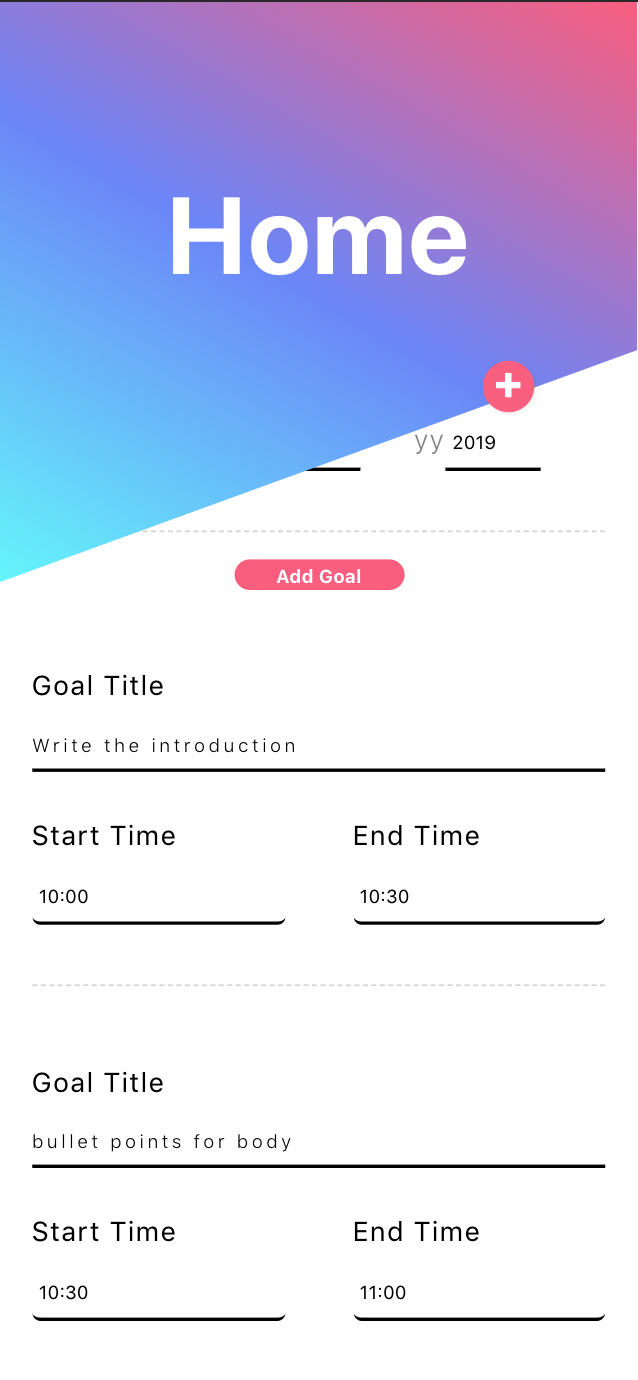 Home
yy 2019
Add Goal
Goal Title
Write the introduction
Start Time End Time
10:00 10:30
Goal Title
bullet points for body
Start Time End Time
10:30 11:00